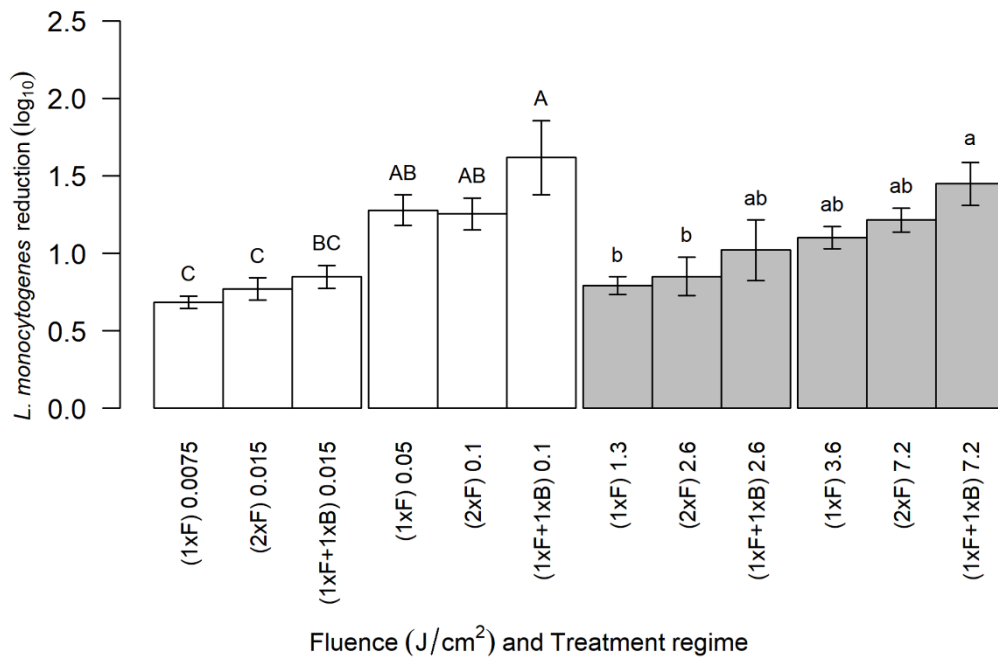 L. monocytogenes reduction (log₁₀)
2.5
2.0
1.5
1.0
0.5
0.0
C
C
BC
AB
AB
A
b
b
ab
ab
ab
a
(1xF) 0.0075
(2xF) 0.015
(1xF+1xB) 0.015
(1xF) 0.05
(2xF) 0.1
(1xF+1xB) 0.1
(1xF) 1.3
(2xF) 2.6
(1xF+1xB) 2.6
(1xF) 3.6
(2xF) 7.2
(1xF+1xB) 7.2
Fluence (J/cm²) and Treatment regime